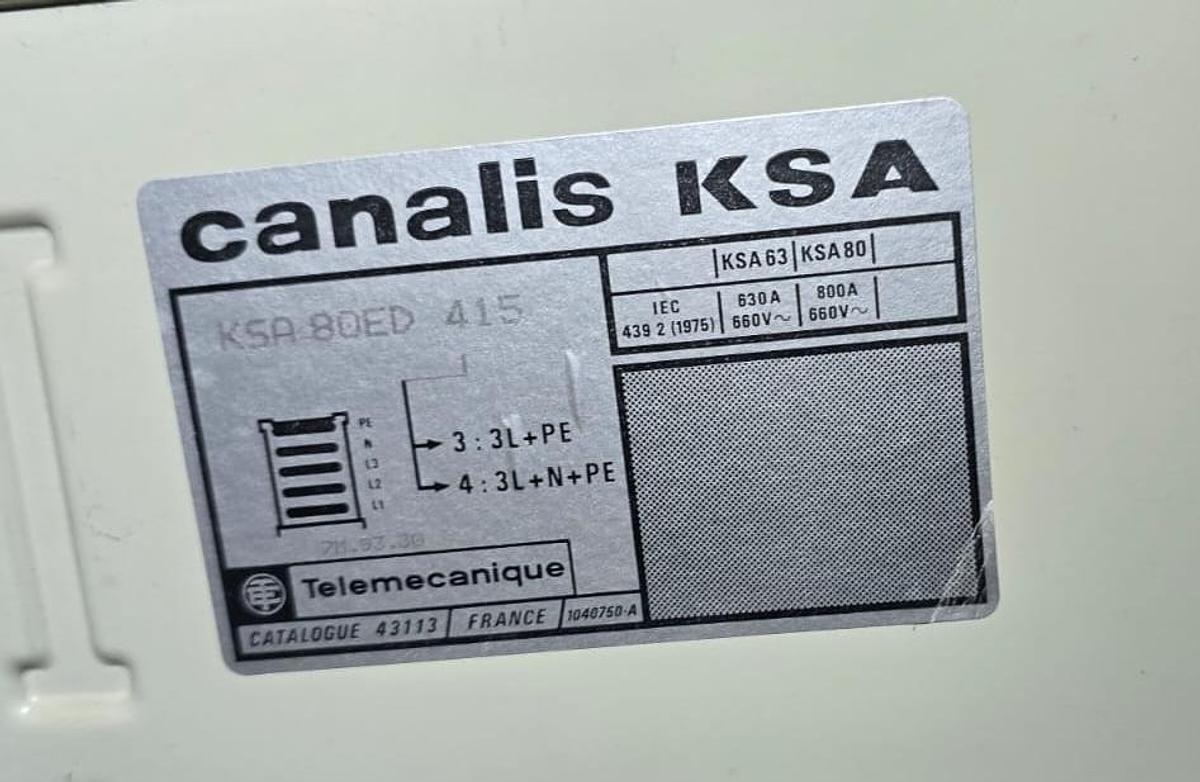 canalis KSA
KSA 63 KSA 80
IEC 439 2 (1975) 630A 660V~ 800A 660V~
KSA 80ED 415
PE
N
L3
L2
L1
3 : 3L+PE
4 : 3L+N+PE
Telemecanique
CATALOGUE 43113 FRANCE 1040750-A